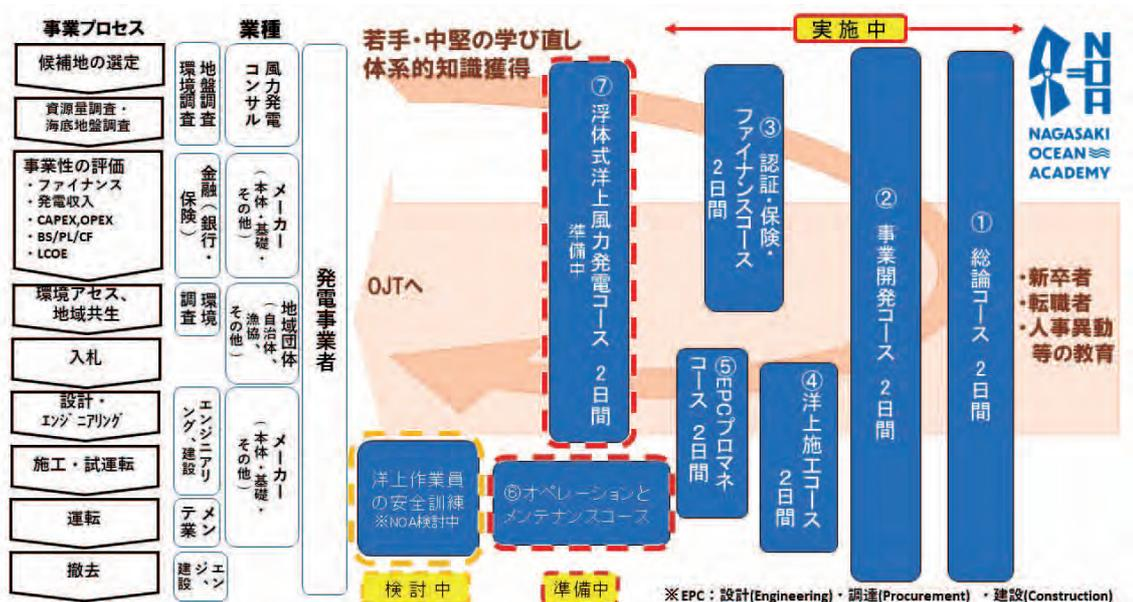 事業プロセス
業種
候補地の選定
資源量調査・
海底地盤調査
事業性の評価
・ファイナンス
・発電収入
・CAPEX,OPEX
・BS/PL/CF
・LCOE
環境アセス、
地域共生
入札
設計・
エンジニアリング
施工・試運転
運転
撤去
地盤調査
環境調査
風力発電
コンサル
金融(銀行・
保険)
メーカー
(本体・基礎・
その他)
環境
調査
地域団体
(自治体、
漁協、
その他)
エンジニアリ
ング、建設
メーカー
(本体・基礎・
その他)
メン
テ業
エンジ、
建設
発電事業者
若手・中堅の学び直し
体系的知識獲得
OJTへ
実施中
⑦ 浮体式洋上風力発電コース 2日間
準備中
③ 認証・保険・
ファイナンスコース
2日間
② 事業開発コース 2日間
① 総論コース 2日間
⑤EPCプロマネ
コース 2日間
④洋上施工コース
2日間
洋上作業員
の安全訓練
※NOA検討中
⑥オペレーションと
メンテナンスコース
検討中
準備中
NOA
NAGASAKI
OCEAN
ACADEMY
・新卒者
・転職者
・人事異動
等の教育
※EPC:設計(Engineering)・調達(Procurement) ・建設(Construction)